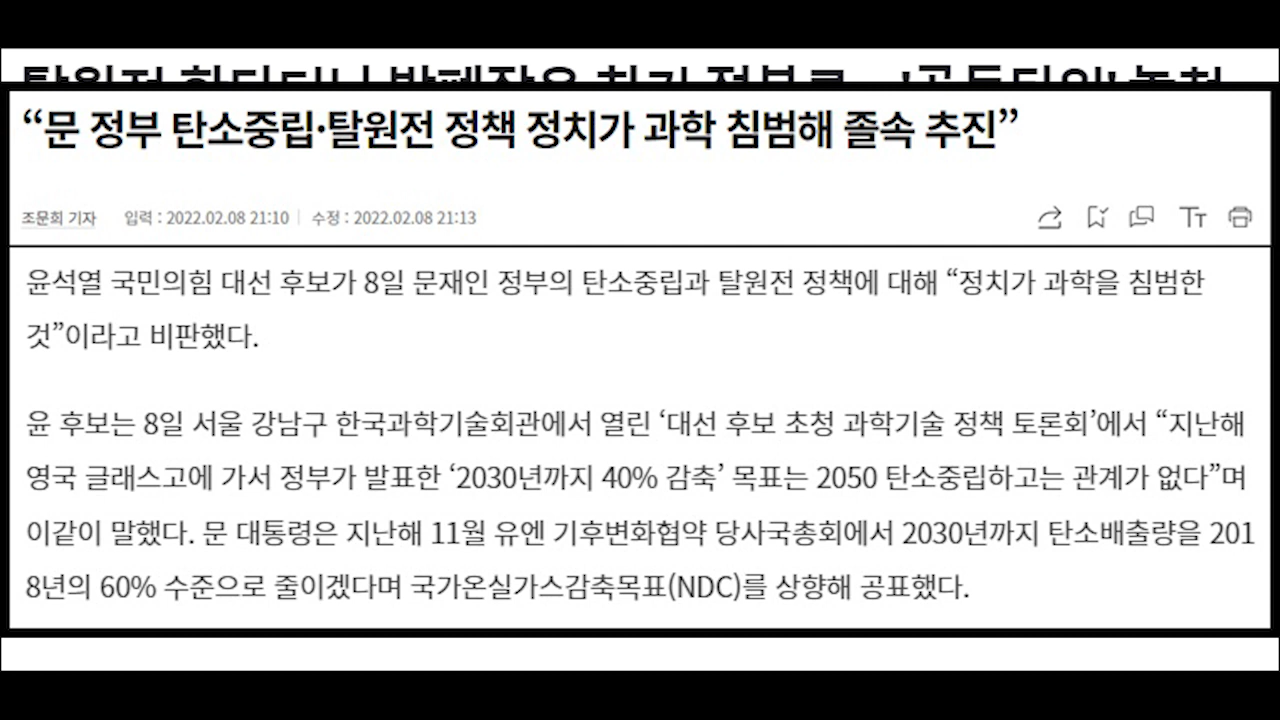 “문 정부 탄소중립·탈원전 정책 정치가 과학 침범해 졸속 추진”
조문희 기자 입력 : 2022.02.08 21:10 수정 : 2022.02.08 21:13
윤석열 국민의힘 대선 후보가 8일 문재인 정부의 탄소중립과 탈원전 정책에 대해 “정치가 과학을 침범한
것”이라고 비판했다.
윤 후보는 8일 서울 강남구 한국과학기술회관에서 열린 ‘대선 후보 초청 과학기술 정책 토론회’에서 “지난해
영국 글래스고에 가서 정부가 발표한 ‘2030년까지 40% 감축’ 목표는 2050 탄소중립하고는 관계가 없다”며
이같이 말했다. 문 대통령은 지난해 11월 유엔 기후변화협약 당사국총회에서 2030년까지 탄소배출량을 201
8년의 60% 수준으로 줄이겠다며 국가온실가스감축목표(NDC)를 상향해 공표했다.